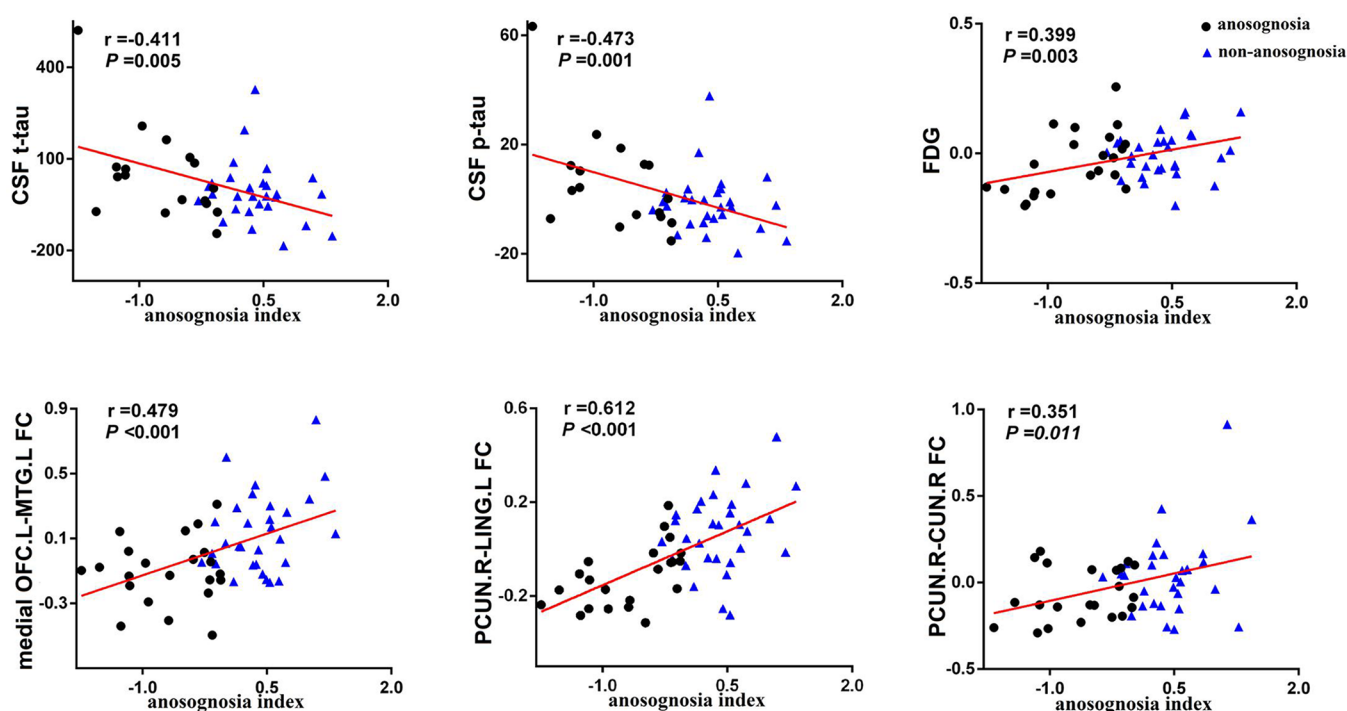 r =-0.411
P =0.005
CSF t-tau
400
100
-200
-1.0 0.5 2.0
anosognosia index
r =-0.473
P =0.001
CSF p-tau
60
20
-20
-1.0 0.5 2.0
anosognosia index
r =0.399
P =0.003
anosognosia
non-anosognosia
FDG
0.5
0.0
-0.5
-1.0 0.5 2.0
anosognosia index
r =0.479
P <0.001
medial OFC.L-MTG.L FC
0.9
0.5
0.1
-0.3
-1.0 0.5 2.0
anosognosia index
r =0.612
P <0.001
PCUN.R-LING.L FC
0.6
0.2
-0.2
-1.0 0.5 2.0
anosognosia index
r =0.351
P =0.011
PCUN.R-CUN.R FC
1.0
0.5
0.0
-0.5
-1.0 0.5 2.0
anosognosia index